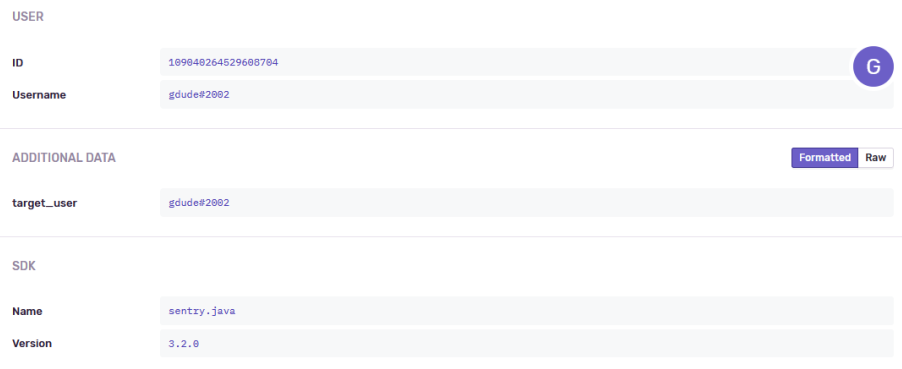 USER
ID 109040264529608704
G
Username gdude#2002
ADDITIONAL DATA Formatted Raw
target_user gdude#2002
SDK
Name sentry.java
Version 3.2.0